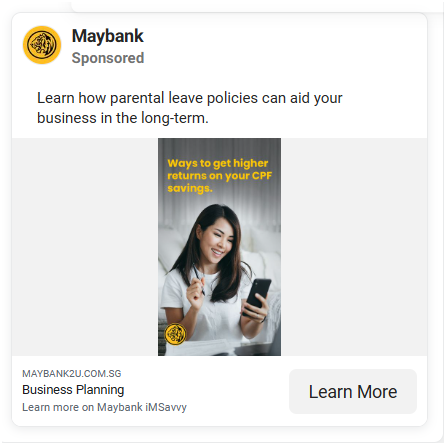 Maybank
Sponsored
Learn how parental leave policies can aid your
business in the long-term.
Ways to get higher
returns on your CPF
savings.
MAYBANK2U.COM.SG
Business Planning
Learn more on Maybank iMSavvy
Learn More